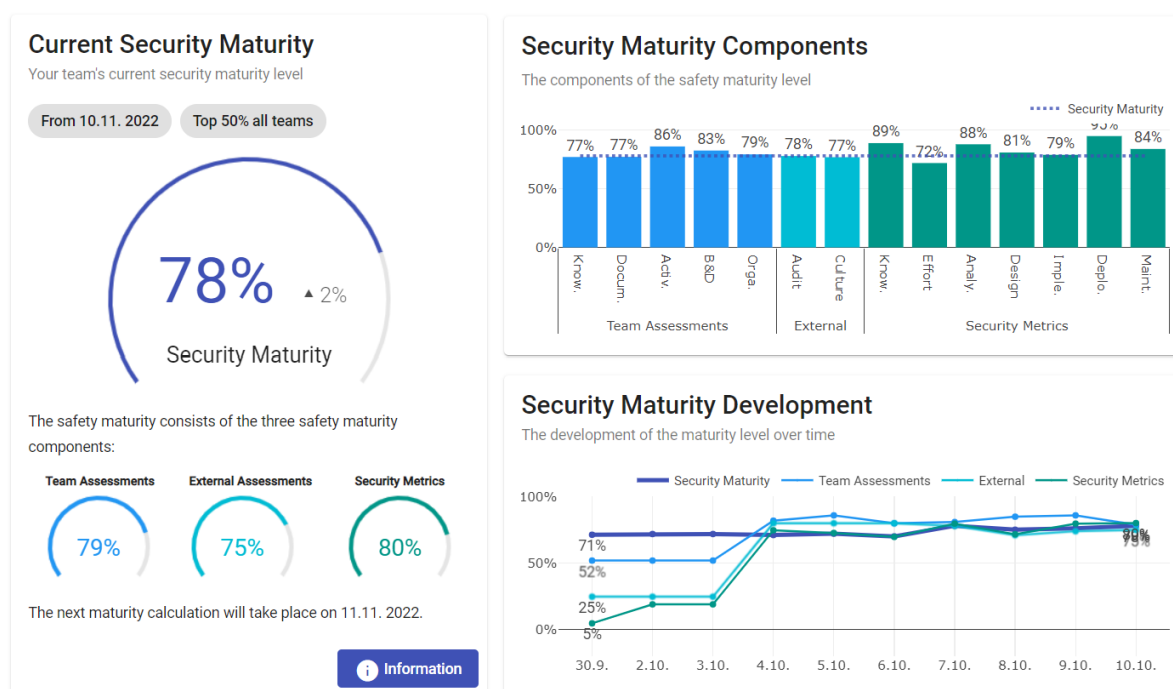 Current Security Maturity
Your team's current security maturity level
From 10.11. 2022
Top 50% all teams
78%
▲ 2%
Security Maturity
The safety maturity consists of the three safety maturity
components:
Team Assessments
External Assessments
Security Metrics
79%
75%
80%
The next maturity calculation will take place on 11.11. 2022.
Information
Security Maturity Components
The components of the safety maturity level
Security Maturity
100%
50%
0%
77% 77% 86% 83% 79% 78% 77% 89% 72% 88% 81% 79% 84%
Know. Docum. Activ. B&D Orga. Audit Culture Know. Effort Analy. Design Imple. Deplo. Maint.
Team Assessments External Security Metrics
Security Maturity Development
The development of the maturity level over time
Security Maturity Team Assessments External Security Metrics
100%
50%
0%
71%
52%
25%
5%
30.9. 2.10. 3.10. 4.10. 5.10. 6.10. 7.10. 8.10. 9.10. 10.10.